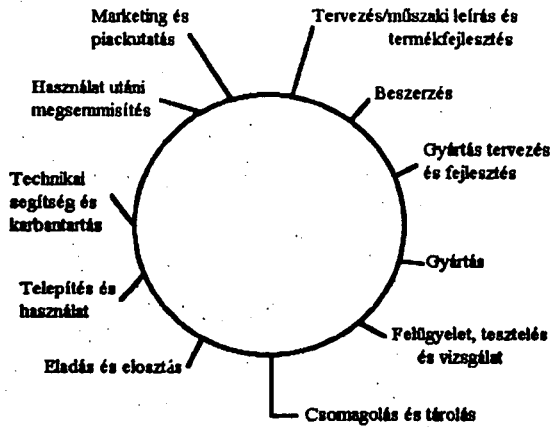 Marketing és
piackutatás
Tervezés/műszaki leírás és
termékfejlesztés
Beszerzés
Gyártás tervezés
és fejlesztés
Gyártás
Felügyelet, tesztelés
és vizsgálat
Csomagolás és tárolás
Eladás és elosztás
Telepítés és
használat
Technikai
segítség és
karbantartás
Használat utáni
megsemmisítés